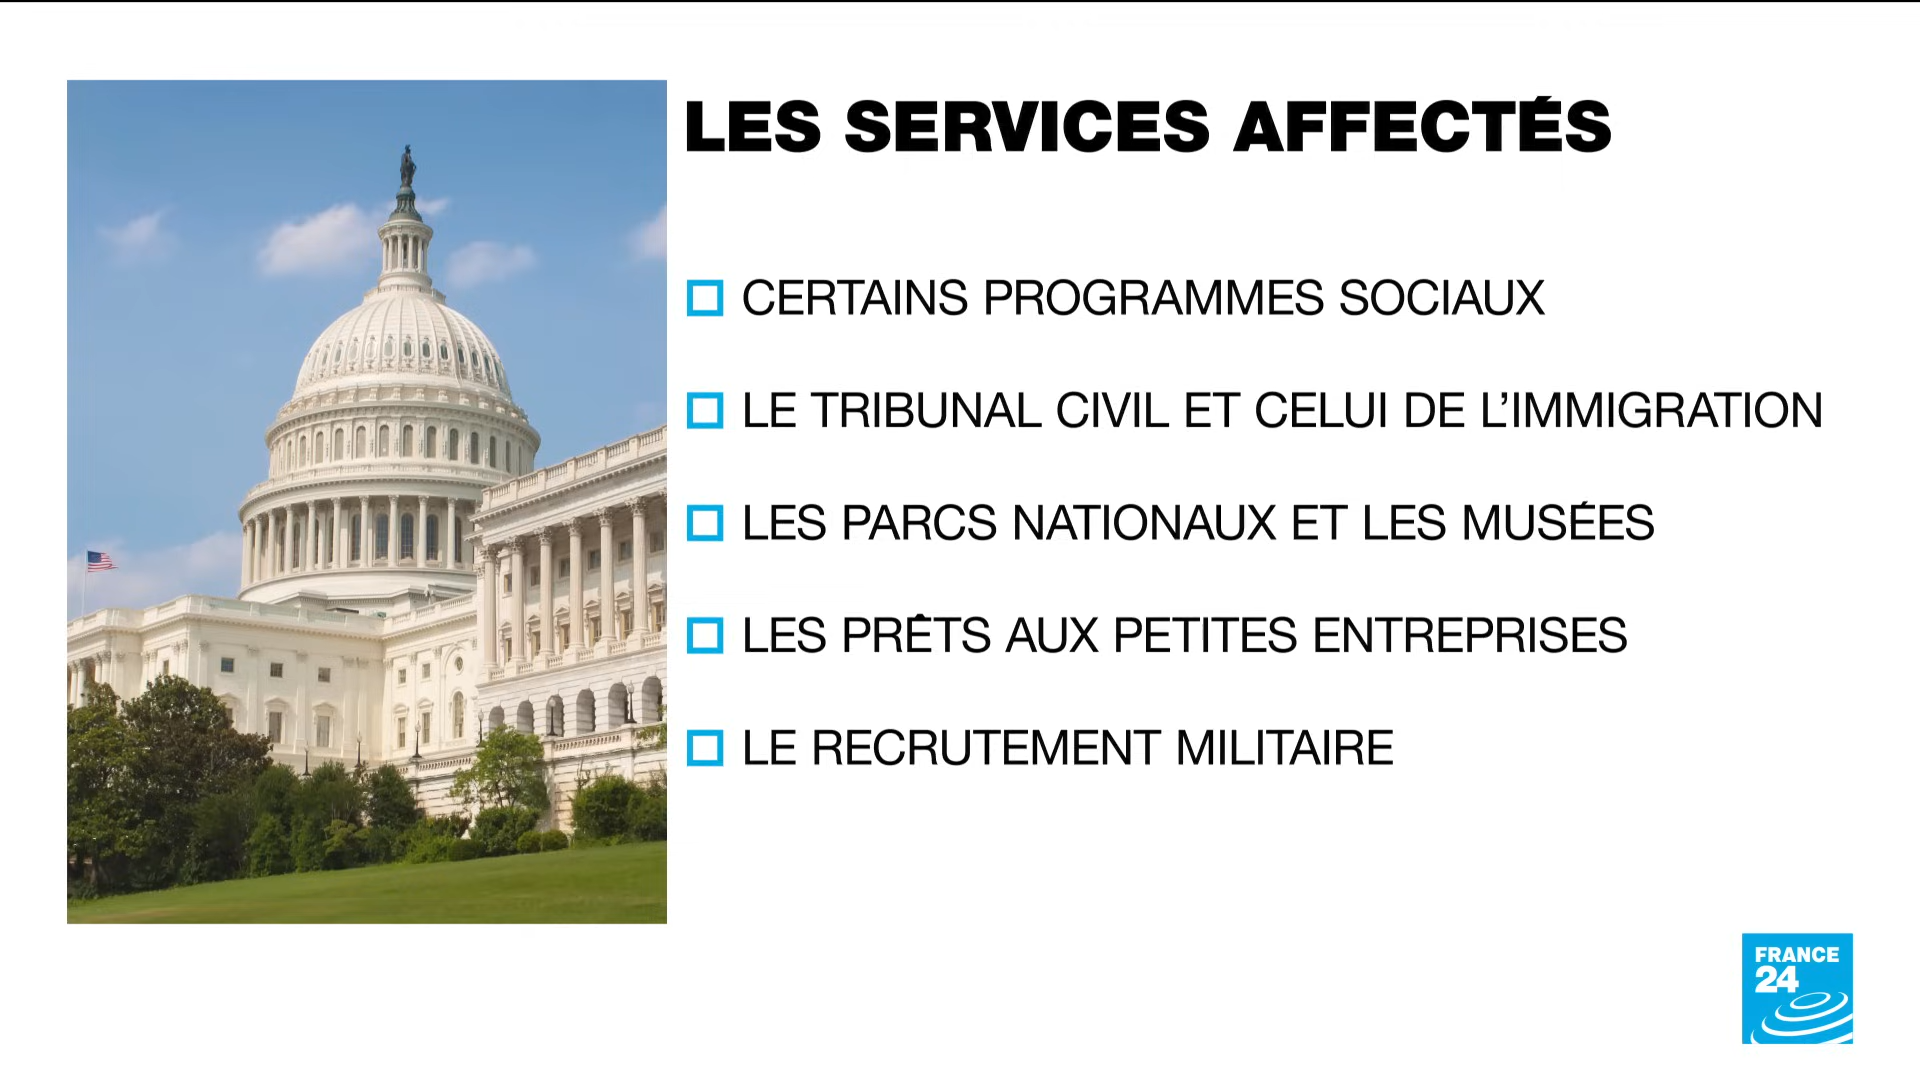 LES SERVICES AFFECTÉS
CERTAINS PROGRAMMES SOCIAUX
LE TRIBUNAL CIVIL ET CELUI DE L’IMMIGRATION
LES PARCS NATIONAUX ET LES MUSÉES
LES PRÊTS AUX PETITES ENTREPRISES
LE RECRUTEMENT MILITAIRE
FRANCE
24